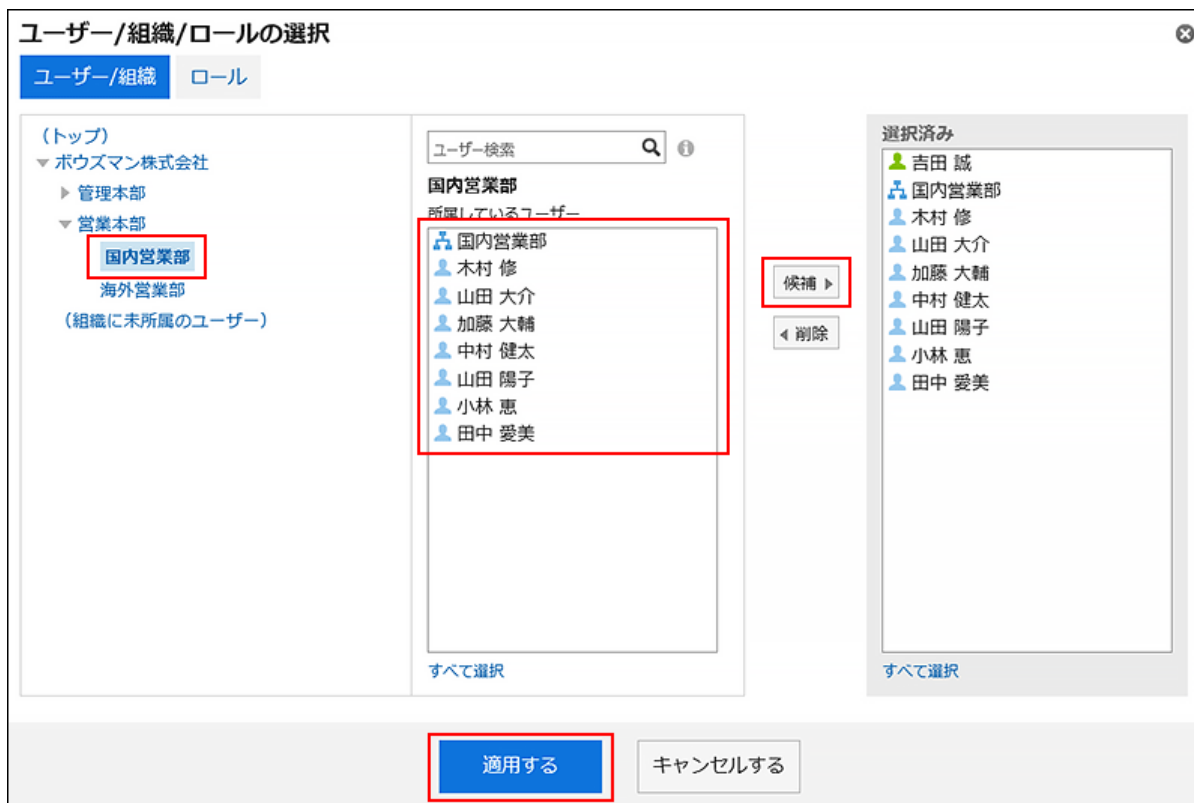 ユーザー/組織/ロールの選択
ユーザー/組織
ロール
(トップ)
ボウズマン株式会社
管理本部
営業本部
国内営業部
海外営業部
(組織に未所属のユーザー)
ユーザー検索
国内営業部
所属しているユーザー
国内営業部
木村 修
山田 大介
加藤 大輔
中村 健太
山田 陽子
小林 恵
田中 愛美
すべて選択
候補
削除
選択済み
吉田 誠
国内営業部
木村 修
山田 大介
加藤 大輔
中村 健太
山田 陽子
小林 恵
田中 愛美
すべて選択
適用する
キャンセルする